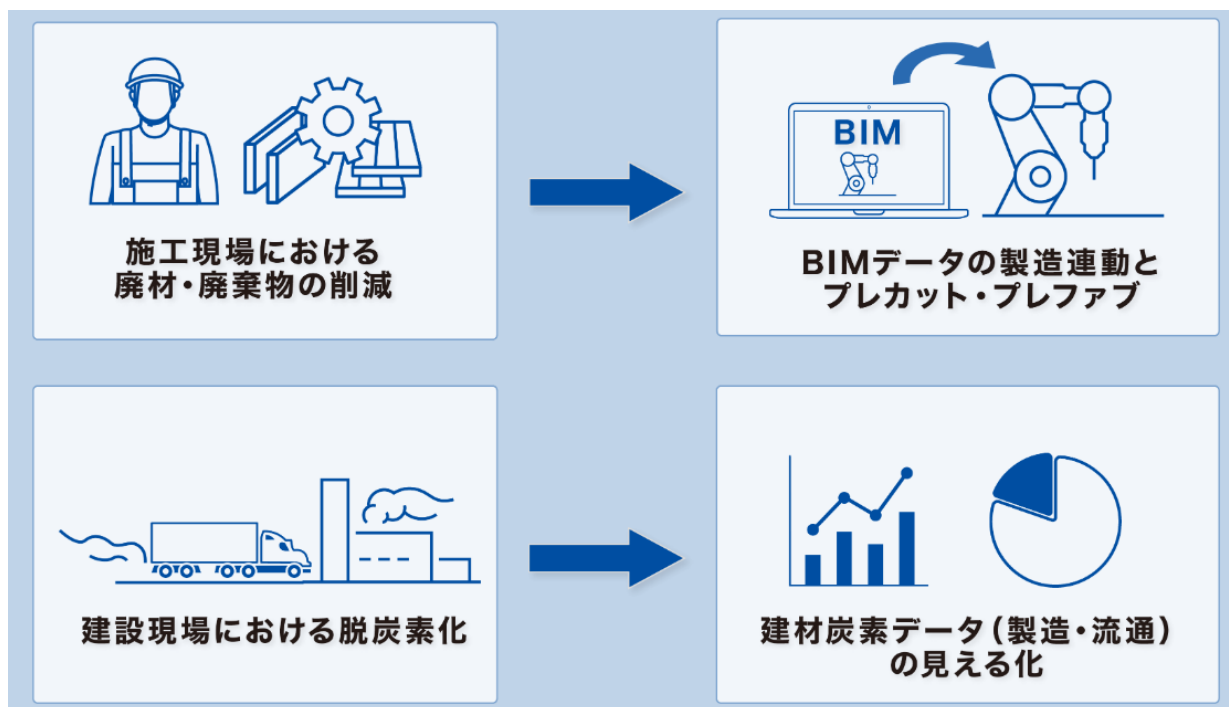 施工現場における
廃材・廃棄物の削減
BIM
BIMデータの製造連動と
プレカット・プレファブ
建設現場における脱炭素化
建材炭素データ（製造・流通）
の見える化